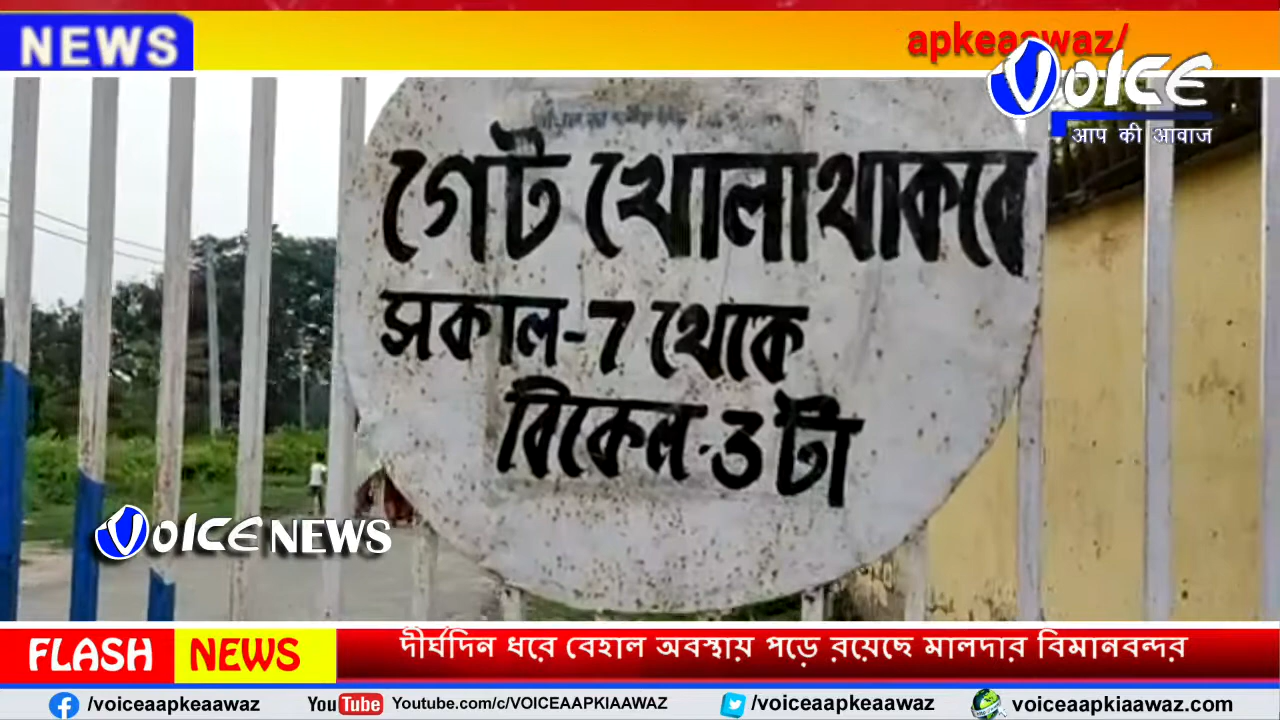 NEWS
apkeaawaz/
VOICE
आप की आवाज
গেট খোলা থাকবে
সকাল-7 থেকে
বিকেল-3টা
VOICE NEWS
FLASH NEWS
দীর্ঘদিন ধরে বেহাল অবস্থায় পড়ে রয়েছে মালদার বিমানবন্দর
/voiceaapkeaawaz
YouTube
Youtube.com/c/VOICEAAPKIAAWAZ
/voiceaapkeaawaz
voiceaapkiaawaz.com